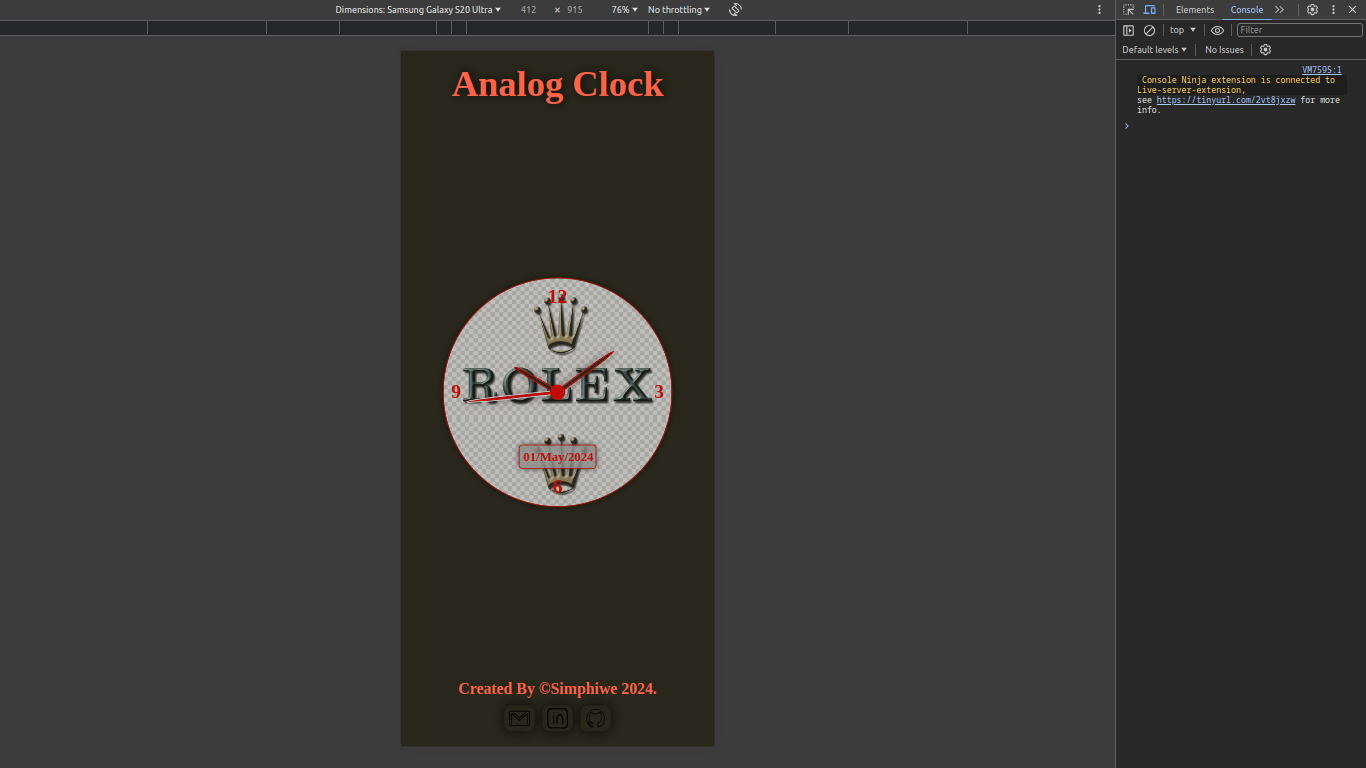 Dimensions: Samsung Galaxy S20 Ultra 412 × 915 76% No throttling
Elements Console
top Filter
Default levels No Issues
VM7595:1
Console Ninja extension is connected to
Live-server-extension,
see https://tinyurl.com/2vt8jxzw for more
info.
Analog Clock
12
ROLEX
9 3
01/May/2024
6
Created By ©Simphiwe 2024.
in